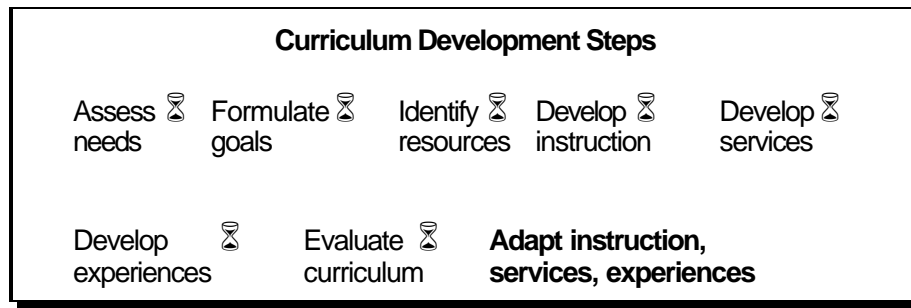 Curriculum Development Steps
Assess ⌛ Formulate ⌛ Identify ⌛ Develop ⌛ Develop ⌛
needs goals resources instruction services
Develop ⌛ Evaluate ⌛ Adapt instruction,
experiences curriculum services, experiences